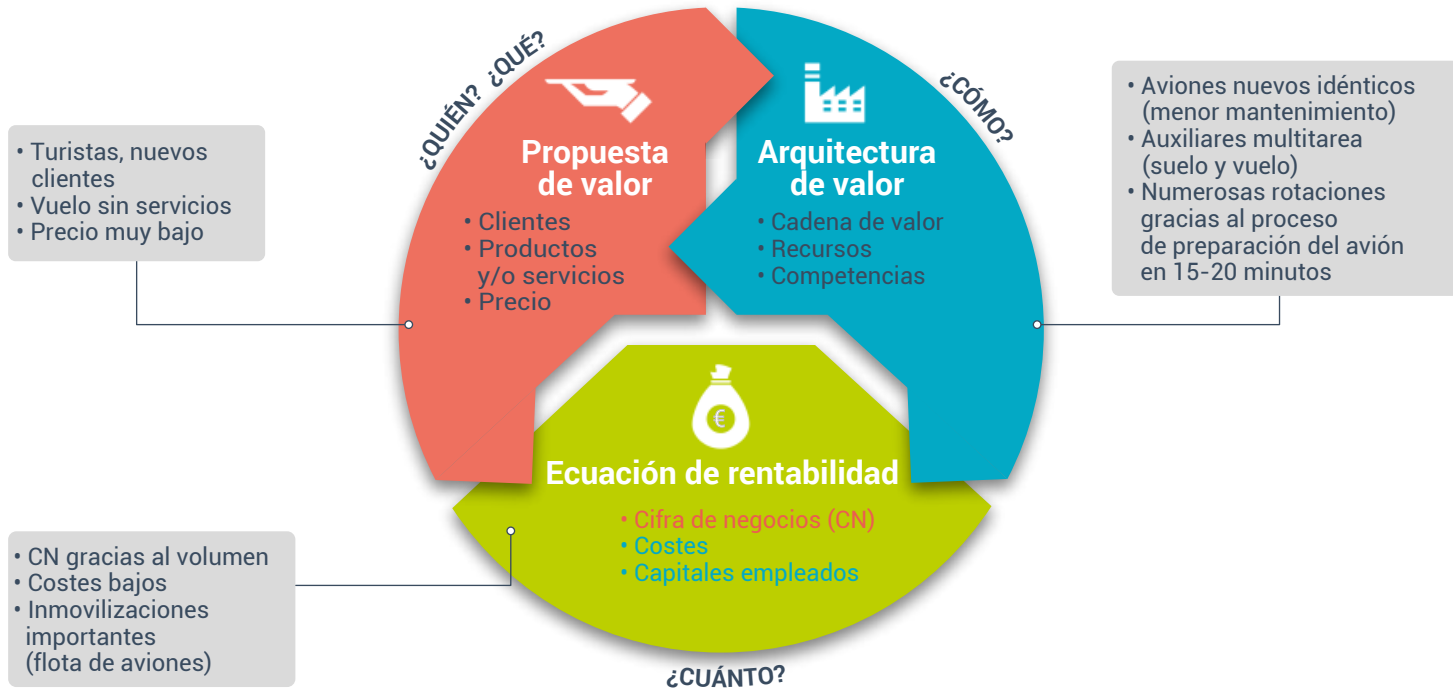 ¿QUIÉN? ¿QUÉ?
Propuesta
de valor
• Clientes
• Productos
y/o servicios
• Precio
• Turistas, nuevos
clientes
• Vuelo sin servicios
• Precio muy bajo
¿CÓMO?
Arquitectura
de valor
• Cadena de valor
• Recursos
• Competencias
• Aviones nuevos idénticos
(menor mantenimiento)
• Auxiliares multitarea
(suelo y vuelo)
• Numerosas rotaciones
gracias al proceso
de preparación del avión
en 15-20 minutos
€
Ecuación de rentabilidad
• Cifra de negocios (CN)
• Costes
• Capitales empleados
• CN gracias al volumen
• Costes bajos
• Inmovilizaciones
importantes
(flota de aviones)
¿CUÁNTO?